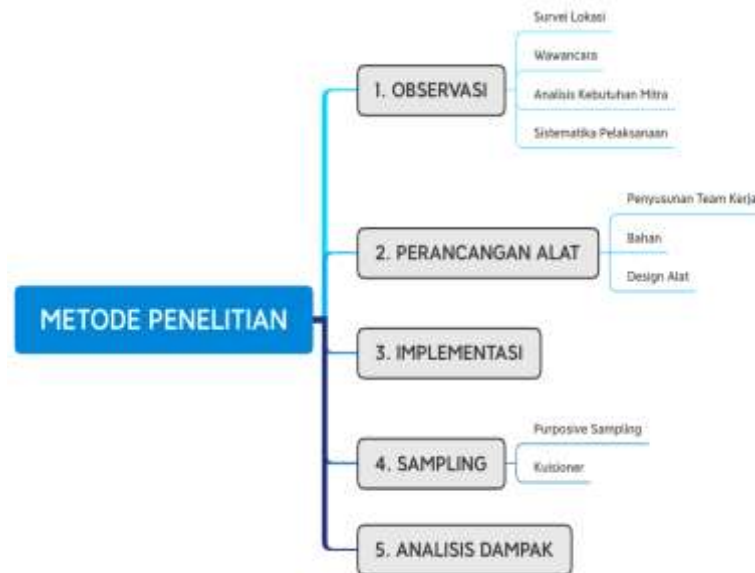 METODE PENELITIAN
1. OBSERVASI
Survei Lokasi
Wawancara
Analisis Kebutuhan Mitra
Sistematika Pelaksanaan
2. PERANCANGAN ALAT
Penyusunan Team Kerja
Bahan
Design Alat
3. IMPLEMENTASI
4. SAMPLING
Purposive Sampling
Kuisioner
5. ANALISIS DAMPAK